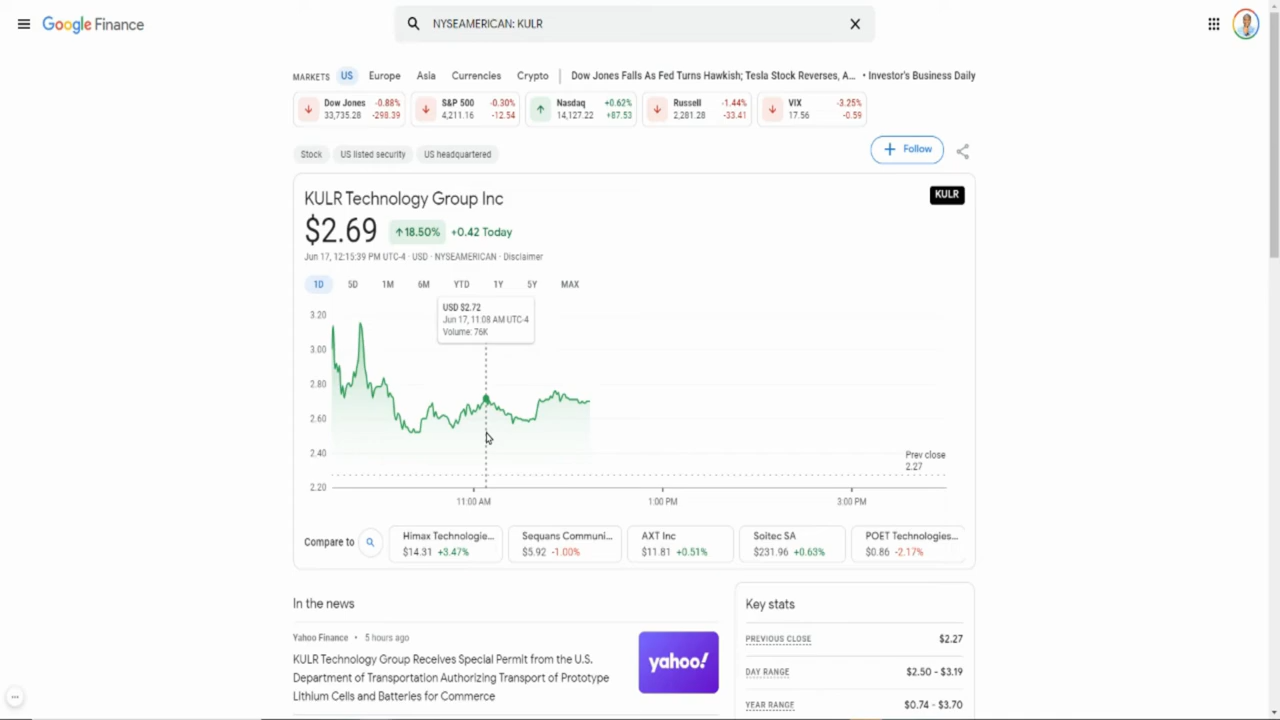 Google Finance
NYSEAMERICAN: KULR
MARKETS US Europe Asia Currencies Crypto Dow Jones Falls As Fed Turns Hawkish; Tesla Stock Reverses, A... • Investor's Business Daily
Dow Jones -0.88% S&P 500 -0.30% Nasdaq +0.62% Russell -1.44% VIX -3.25%
33,735.28 -298.39 4,211.16 -12.54 14,127.22 +87.53 2,281.28 -33.41 17.56 -0.59
Stock US listed security US headquartered + Follow
KULR Technology Group Inc KULR
$2.69 ↑18.50% +0.42 Today
Jun 17, 12:15:39 PM UTC-4 · USD · NYSEAMERICAN · Disclaimer
1D 5D 1M 6M YTD 1Y 5Y MAX
USD $2.72
Jun 17, 11:08 AM UTC-4
Volume: 76K
3.20
3.00
2.80
2.60
2.40
2.20
Prev close
2.27
11:00 AM 1:00 PM 3:00 PM
Compare to
Himax Technologie... Sequans Communi... AXT Inc Soitec SA POET Technologies...
$14.31 +3.47% $5.92 -1.00% $11.81 +0.51% $231.96 +0.63% $0.86 -2.17%
In the news
Yahoo Finance • 5 hours ago
KULR Technology Group Receives Special Permit from the U.S.
Department of Transportation Authorizing Transport of Prototype
Lithium Cells and Batteries for Commerce
yahoo!
Key stats
PREVIOUS CLOSE $2.27
DAY RANGE $2.50 - $3.19
YEAR RANGE $0.74 - $3.70